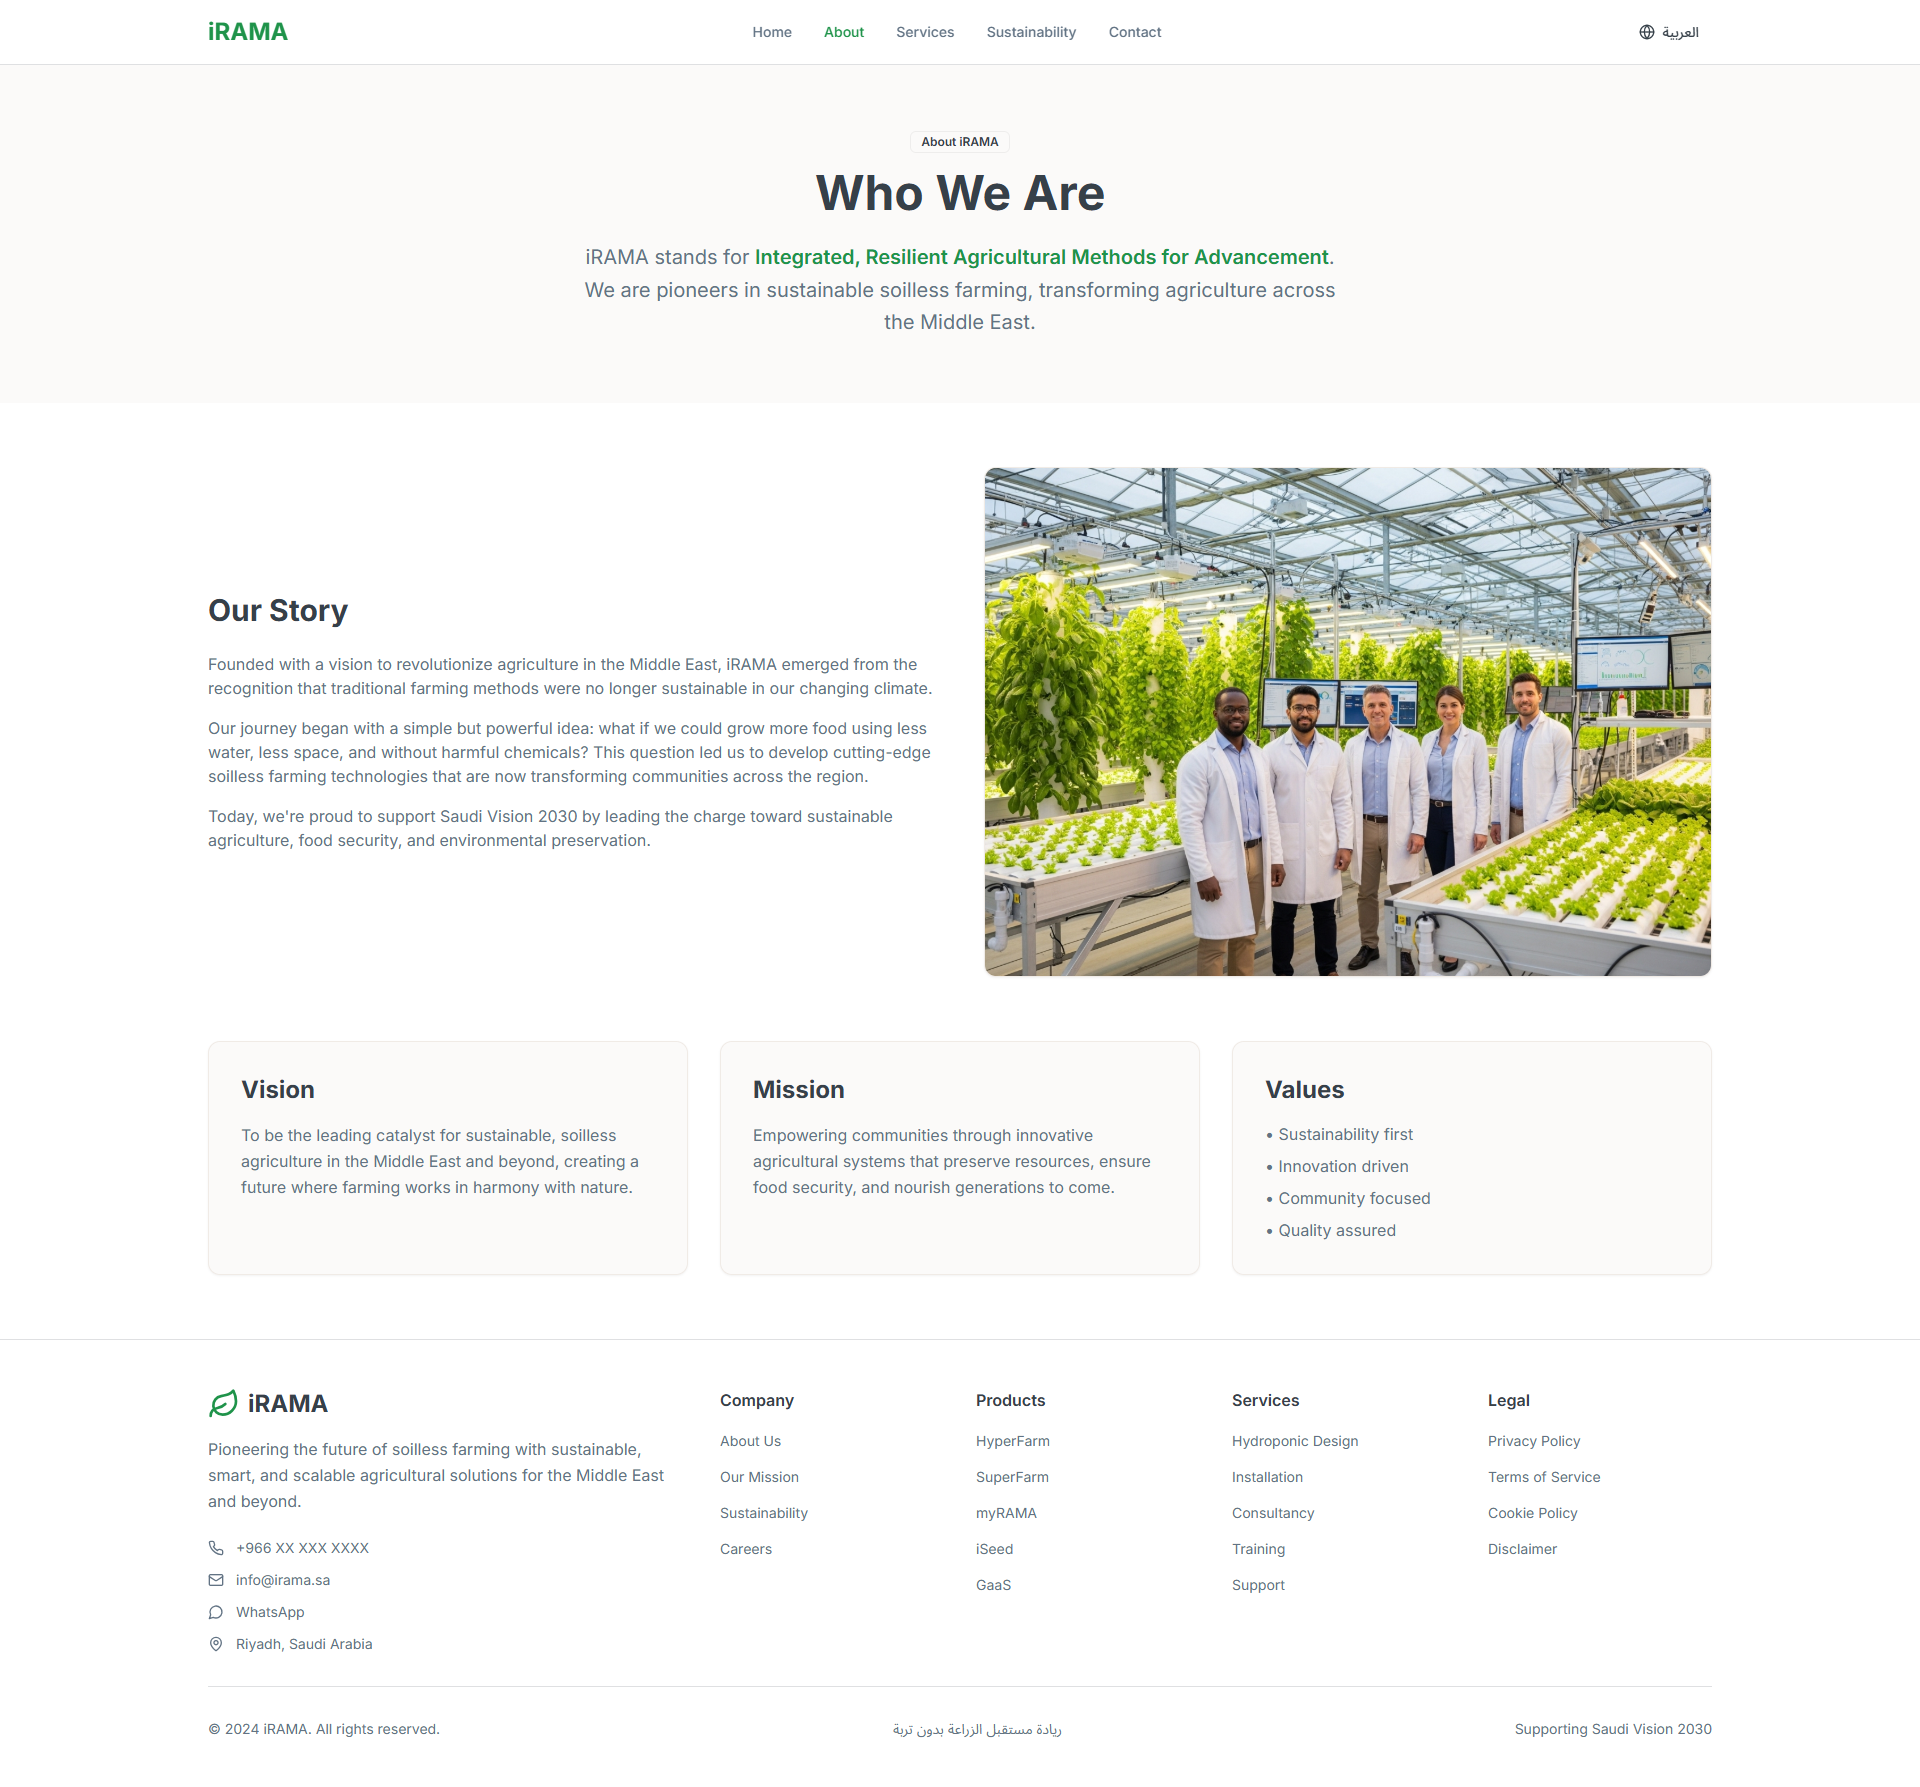 iRAMA
Home
About
Services
Sustainability
Contact
العربية
About iRAMA
Who We Are
iRAMA stands for Integrated, Resilient Agricultural Methods for Advancement.
We are pioneers in sustainable soilless farming, transforming agriculture across
the Middle East.
Our Story
Founded with a vision to revolutionize agriculture in the Middle East, iRAMA emerged from the
recognition that traditional farming methods were no longer sustainable in our changing climate.
Our journey began with a simple but powerful idea: what if we could grow more food using less
water, less space, and without harmful chemicals? This question led us to develop cutting-edge
soilless farming technologies that are now transforming communities across the region.
Today, we're proud to support Saudi Vision 2030 by leading the charge toward sustainable
agriculture, food security, and environmental preservation.
Vision
To be the leading catalyst for sustainable, soilless
agriculture in the Middle East and beyond, creating a
future where farming works in harmony with nature.
Mission
Empowering communities through innovative
agricultural systems that preserve resources, ensure
food security, and nourish generations to come.
Values
• Sustainability first
• Innovation driven
• Community focused
• Quality assured
iRAMA
Pioneering the future of soilless farming with sustainable,
smart, and scalable agricultural solutions for the Middle East
and beyond.
+966 XX XXX XXXX
info@irama.sa
WhatsApp
Riyadh, Saudi Arabia
Company
About Us
Our Mission
Sustainability
Careers
Products
HyperFarm
SuperFarm
myRAMA
iSeed
GaaS
Services
Hydroponic Design
Installation
Consultancy
Training
Support
Legal
Privacy Policy
Terms of Service
Cookie Policy
Disclaimer
© 2024 iRAMA. All rights reserved.
ريادة مستقبل الزراعة بدون تربة
Supporting Saudi Vision 2030